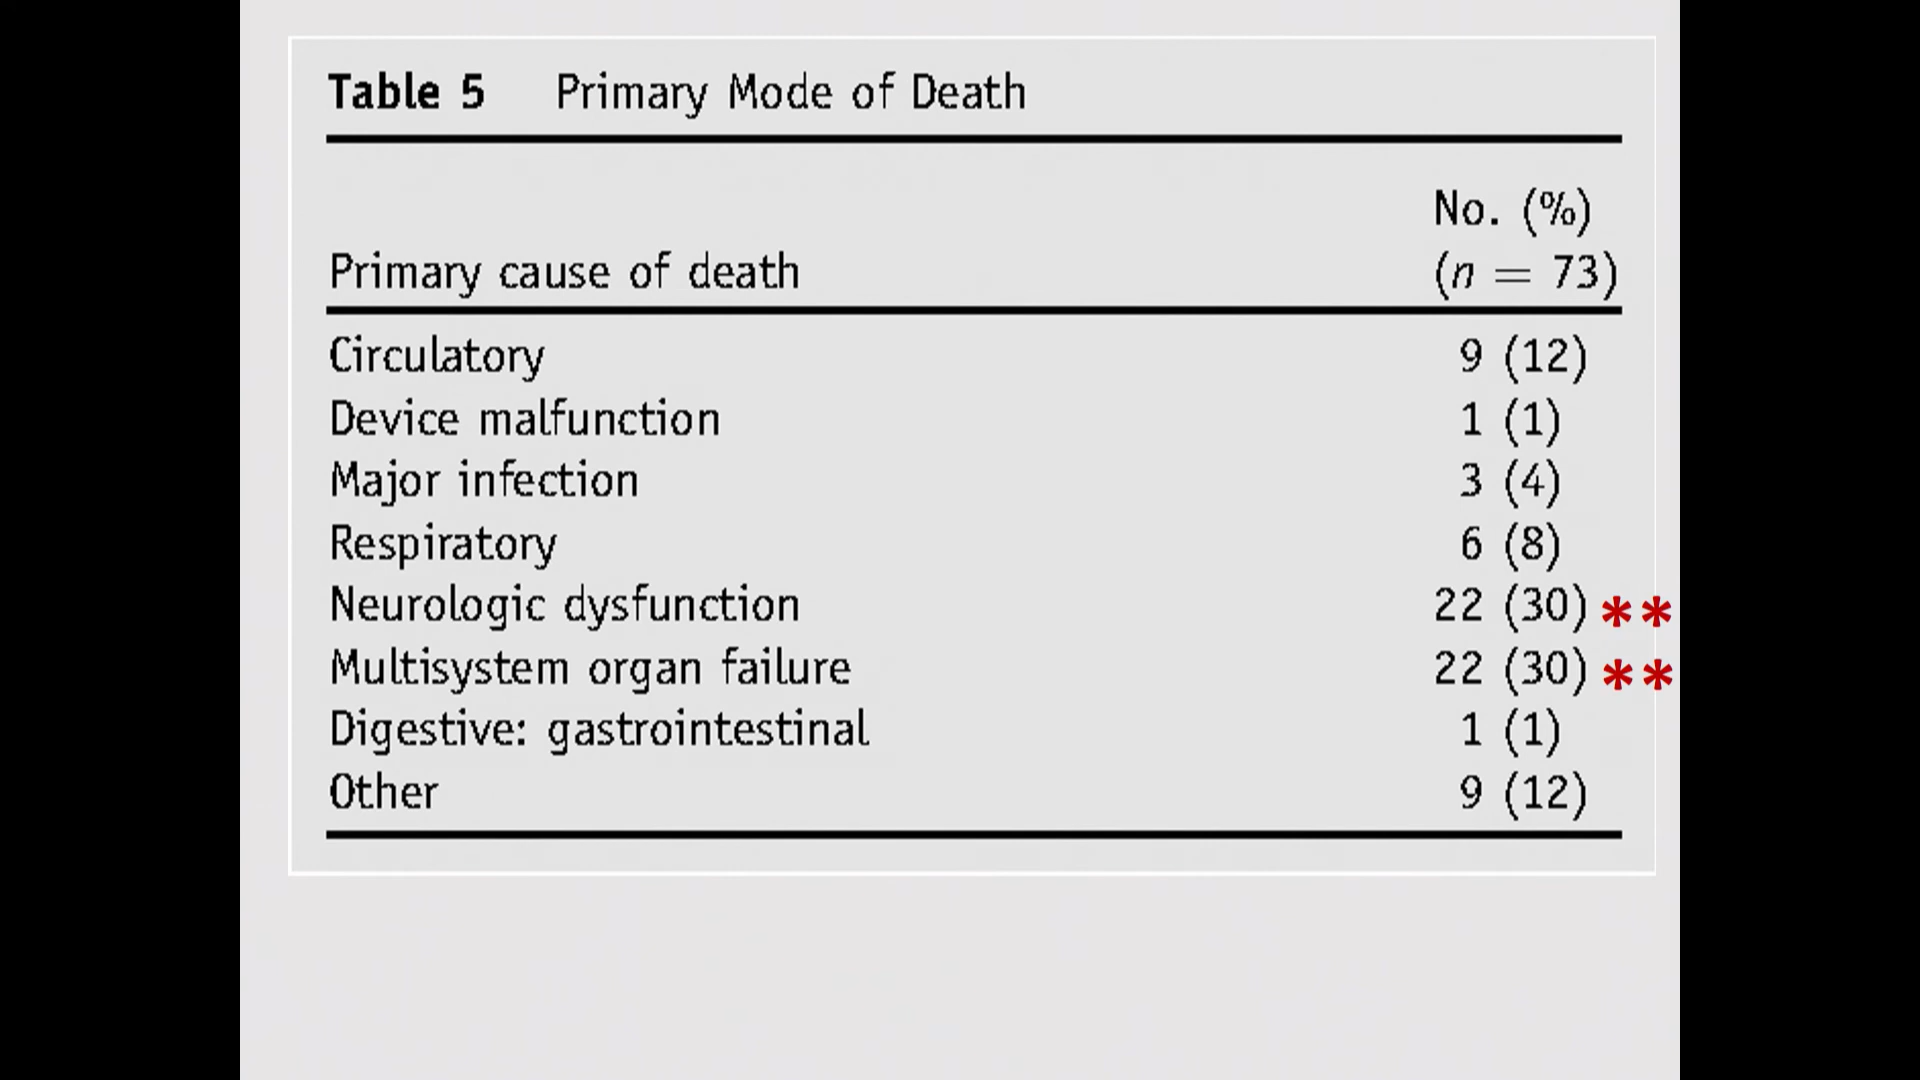 Table 5 Primary Mode of Death
No. (%)
Primary cause of death (n = 73)
Circulatory 9 (12)
Device malfunction 1 (1)
Major infection 3 (4)
Respiratory 6 (8)
Neurologic dysfunction 22 (30) **
Multisystem organ failure 22 (30) **
Digestive: gastrointestinal 1 (1)
Other 9 (12)